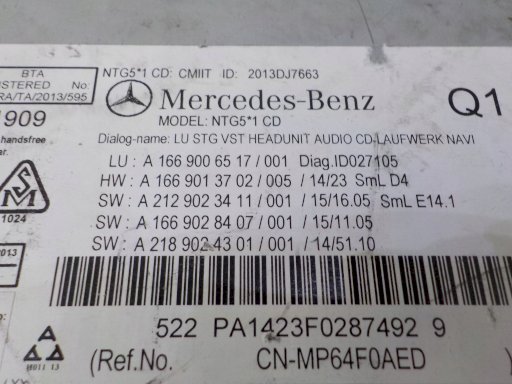 BTA
NTG5*1 CD: CMIIT ID: 2013DJ7663
STERED No:
RA/TA/2013/595
Mercedes-Benz
Q1
1909
MODEL: NTG5*1 CD
handsfree
Dialog-name: LU STG VST HEADUNIT AUDIO CD-LAUFWERK NAVI
LU: A 166 900 65 17 / 001 Diag.ID027105
HW: A 166 901 37 02 / 005 / 14/23 SmL D4
SW: A 212 902 34 11 / 001 / 15/16.05 SmL E14.1
1024
SW: A 166 902 84 07 / 001 / 15/11.05
SW: A 218 902 43 01 / 001 / 14/51.10
2013
522 PA1423F0287492 9
H011 13
(Ref.No. CN-MP64F0AED )